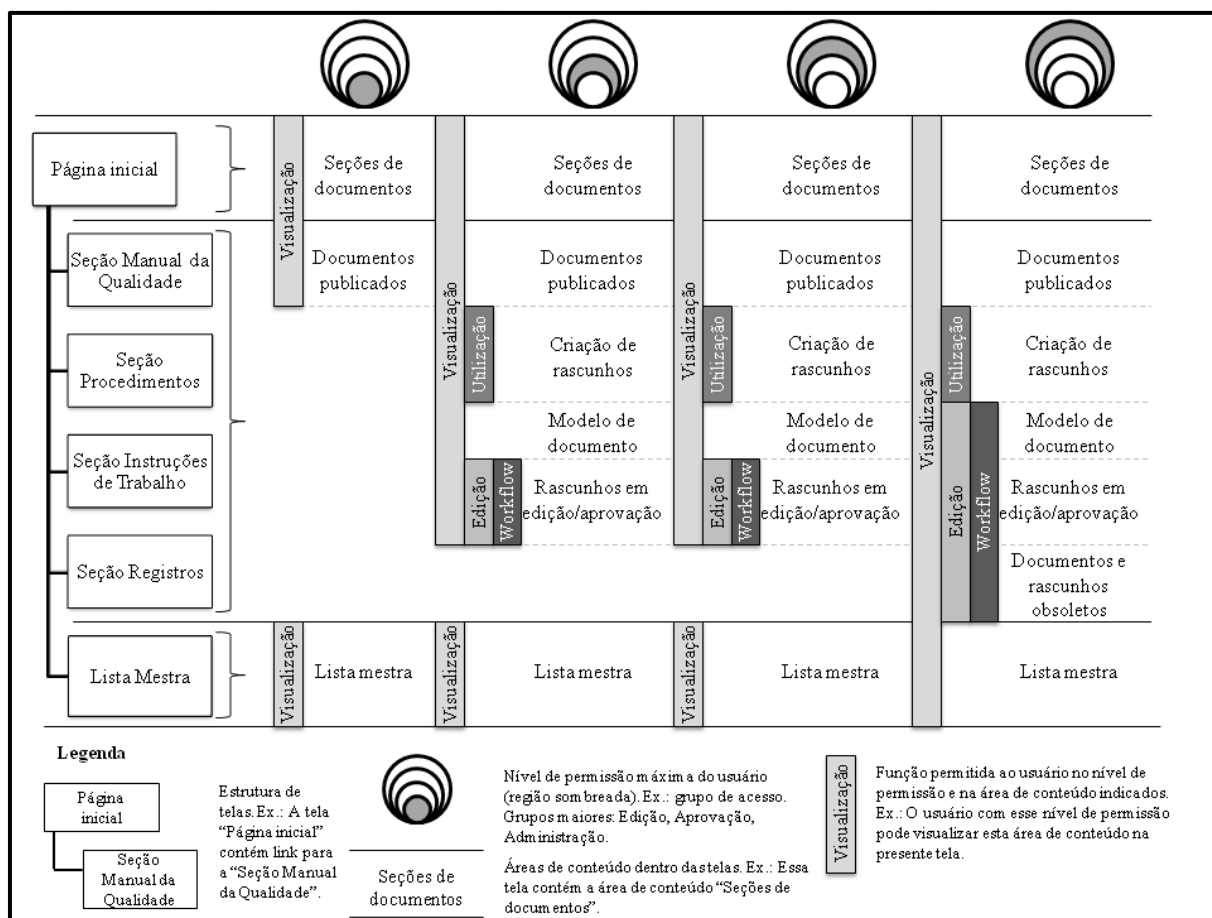 Página inicial
Seção Manual da
Qualidade
Seção
Procedimentos
Seção Instruções
de Trabalho
Seção Registros
Lista Mestra
Visualização
Seções de
documentos
Documentos
publicados
Visualização
Lista mestra
Visualização
Utilização
Edição
Workflow
Seções de
documentos
Documentos
publicados
Criação de
rascunhos
Modelo de
documento
Rascunhos em
edição/aprovação
Visualização
Lista mestra
Visualização
Utilização
Edição
Workflow
Seções de
documentos
Documentos
publicados
Criação de
rascunhos
Modelo de
documento
Rascunhos em
edição/aprovação
Visualização
Lista mestra
Visualização
Utilização
Edição
Workflow
Seções de
documentos
Documentos
publicados
Criação de
rascunhos
Modelo de
documento
Rascunhos em
edição/aprovação
Documentos e
rascunhos
obsoletos
Lista mestra
Legenda
Página
inicial
Seção
Manual da
Qualidade
Estrutura de
telas. Ex.: A tela
“Página inicial”
contém link para
a “Seção Manual
da Qualidade”.
Nível de permissão máxima do usuário
(região sombreada). Ex.: grupo de acesso.
Grupos maiores: Edição, Aprovação,
Administração.
Seções de
documentos
Áreas de conteúdo dentro das telas. Ex.: Essa
tela contém a área de conteúdo “Seções de
documentos”.
Visualização
Função permitida ao usuário no nível de
permissão e na área de conteúdo indicados.
Ex.: O usuário com esse nível de permissão
pode visualizar esta área de conteúdo na
presente tela.